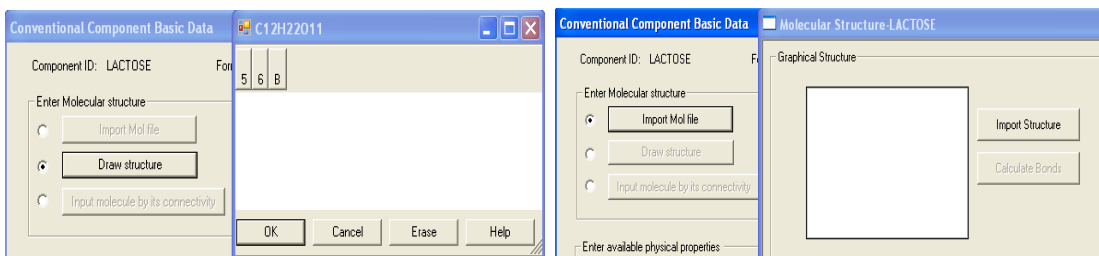 Conventional Component Basic Data
Component ID: LACTOSE For
Enter Molecular structure
Import Mol file
Draw structure
Input molecule by its connectivity
C12H22O11
5 6 B
OK Cancel Erase Help
Conventional Component Basic Data
Component ID: LACTOSE F
Enter Molecular structure
Import Mol file
Draw structure
Input molecule by its connectivity
Enter available physical properties
Molecular Structure-LACTOSE
Graphical Structure
Import Structure
Calculate Bonds